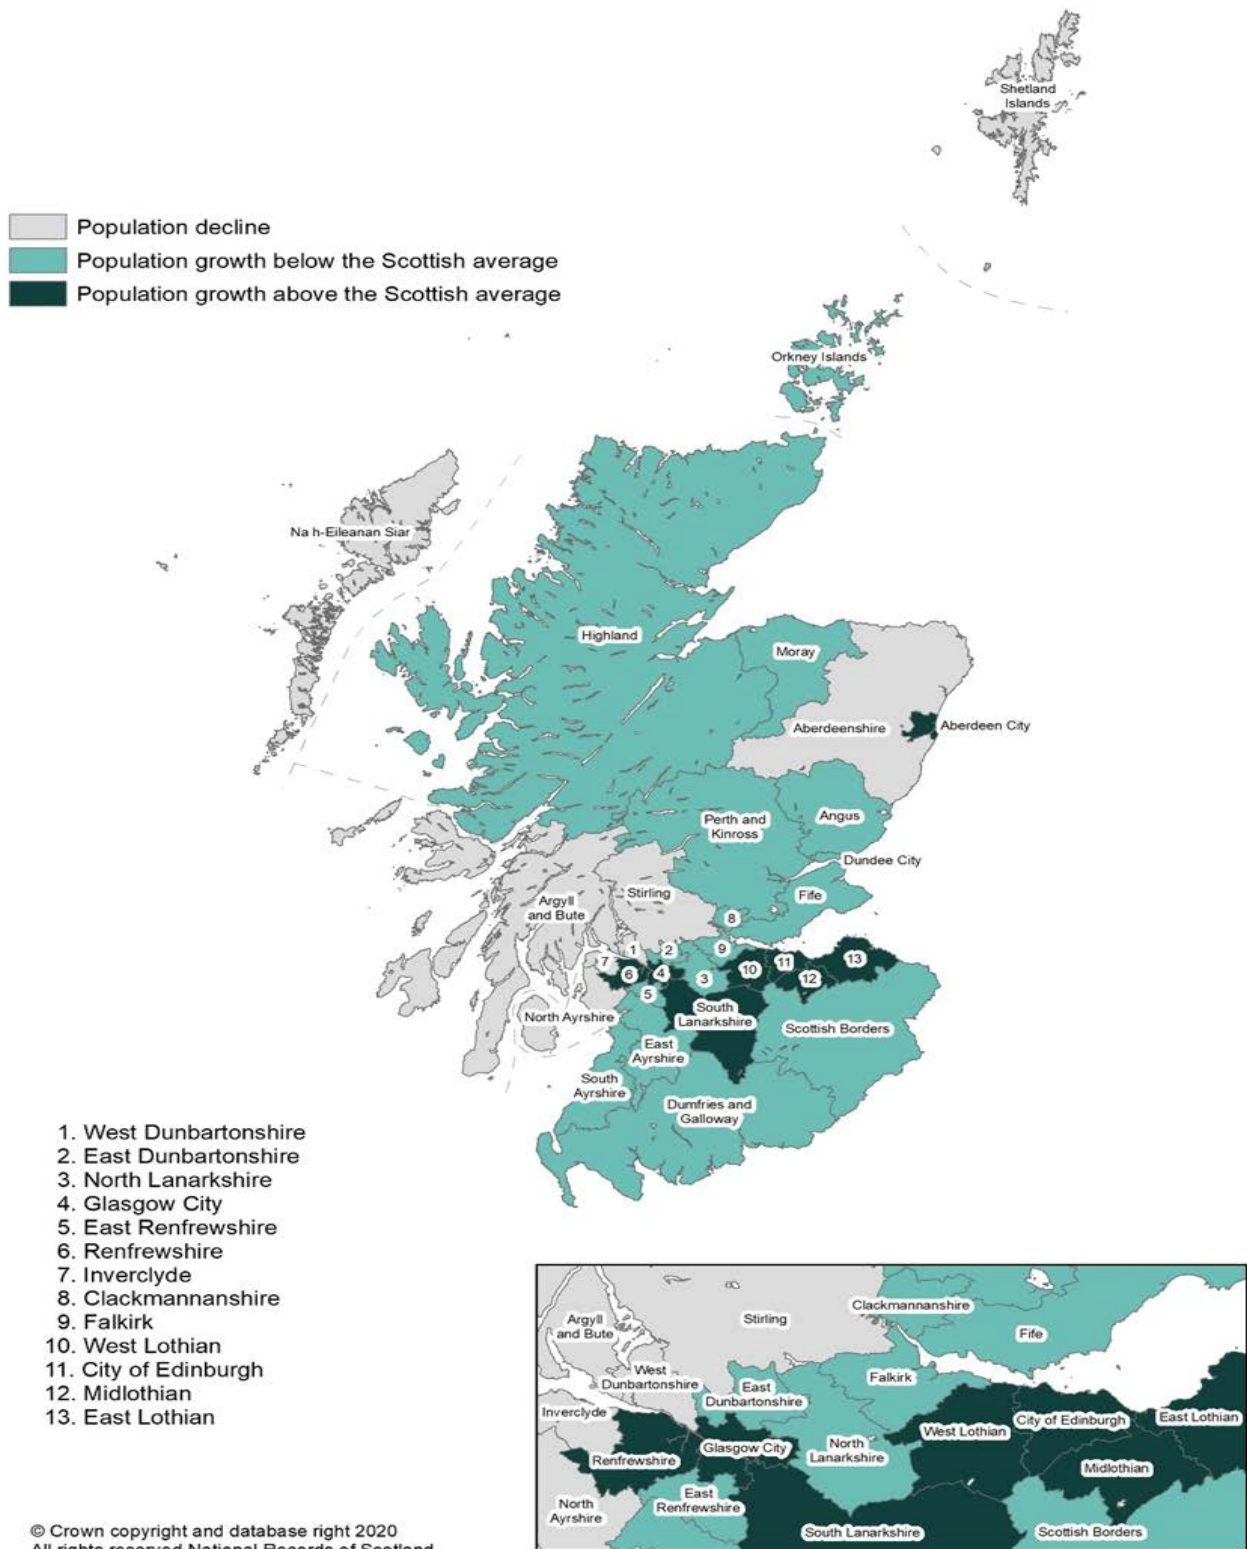 Shetland
Islands
Population decline
Population growth below the Scottish average
Population growth above the Scottish average
Orkney Islands
Na h-Eileanan Siar
Highland
Moray
Aberdeenshire
Aberdeen City
Perth and
Kinross
Angus
Dundee City
Stirling
Fife
Argyll
and Bute
8
1
2
9
7
6
4
3
10
11
12
13
5
North Ayrshire
South
Lanarkshire
Scottish Borders
East
Ayrshire
South
Ayrshire
Dumfries and
Galloway
1. West Dunbartonshire
2. East Dunbartonshire
3. North Lanarkshire
4. Glasgow City
5. East Renfrewshire
6. Renfrewshire
7. Inverclyde
8. Clackmannanshire
9. Falkirk
10. West Lothian
11. City of Edinburgh
12. Midlothian
13. East Lothian
Argyll
and Bute
Stirling
Clackmannanshire
Fife
West
Dunbartonshire
East
Dunbartonshire
Falkirk
Inverclyde
Renfrewshire
Glasgow City
North
Lanarkshire
West Lothian
City of Edinburgh
East Lothian
Midlothian
North
Ayrshire
East
Renfrewshire
South Lanarkshire
Scottish Borders
© Crown copyright and database right 2020
All rights reserved National Records of Scotland